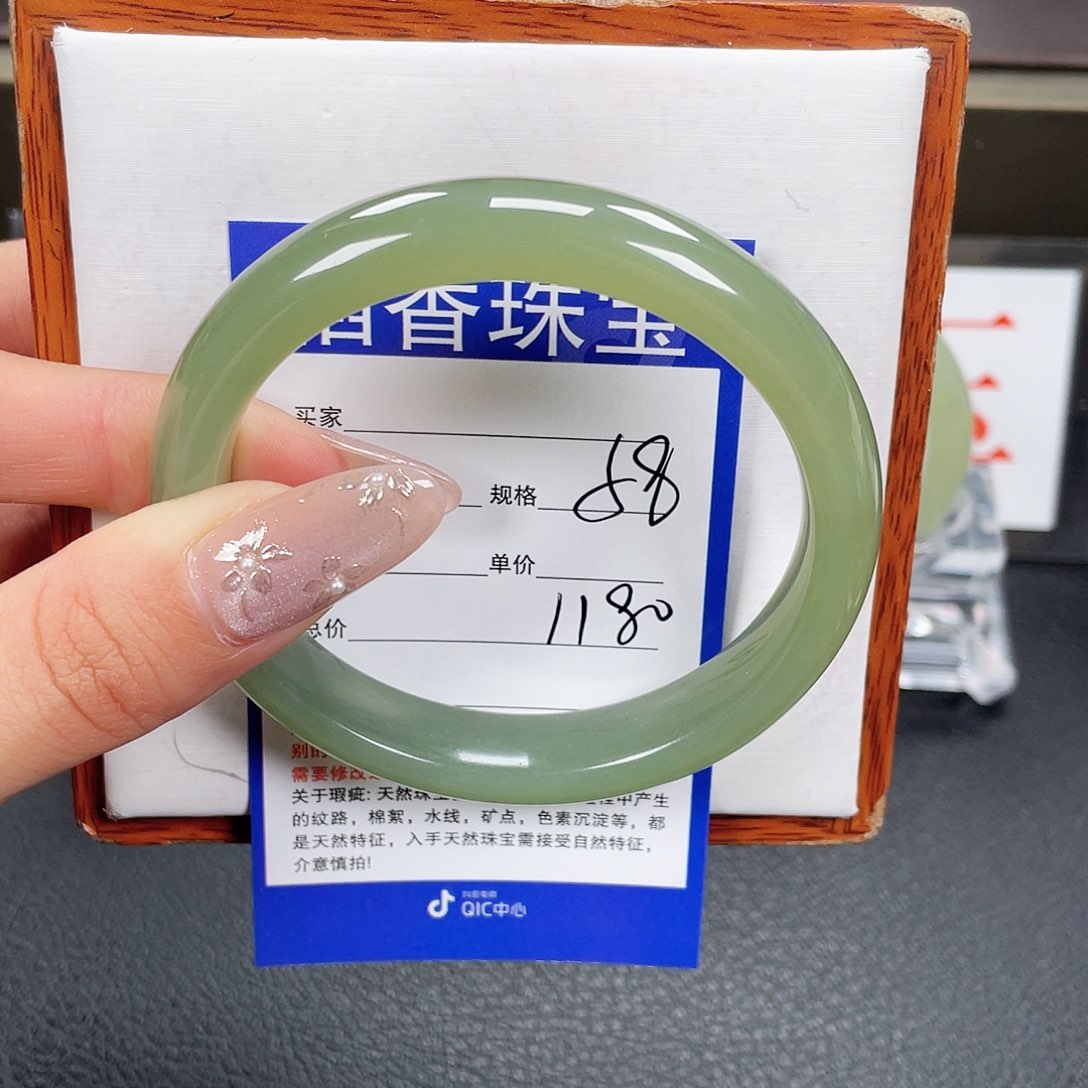 香珠宝
买家
规格 58
单价
总价 1180
别的
需要修改
关于瑕疵: 天然珠宝 程中产生
的纹路，棉絮，水线，矿点，色素沉淀等，都
是天然特征，入手天然珠宝需接受自然特征，
介意慎拍!
QIC中心